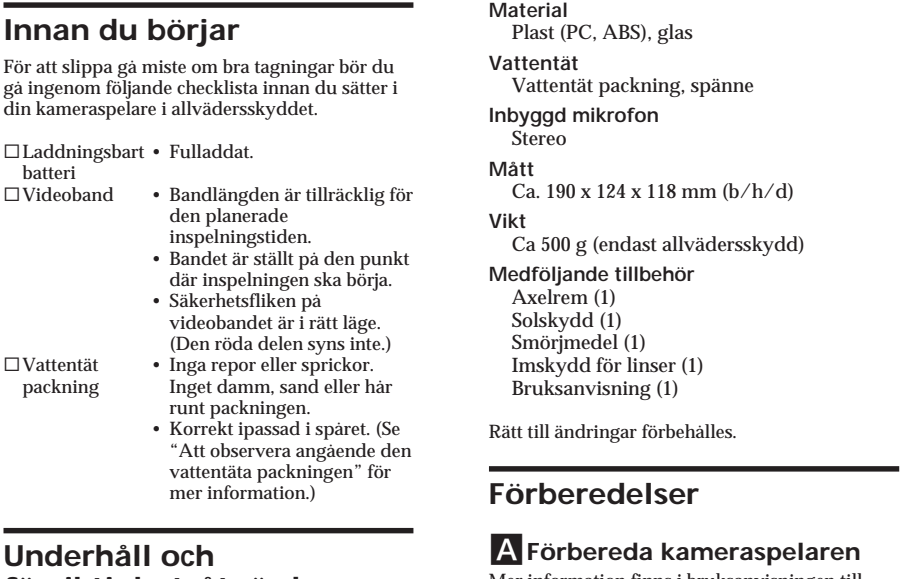 Innan du börjar
För att slippa gå miste om bra tagningar bör du
gå ingenom följande checklista innan du sätter i
din kameraspelare i allvädersskyddet.
☐ Laddningsbart • Fulladdat.
batteri
☐ Videoband • Bandlängden är tillräcklig för
den planerade
inspelningstiden.
• Bandet är ställt på den punkt
där inspelningen ska börja.
• Säkerhetsfliken på
videobandet är i rätt läge.
(Den röda delen syns inte.)
☐ Vattentät • Inga repor eller sprickor.
packning Inget damm, sand eller hår
runt packningen.
• Korrekt ipassad i spåret. (Se
“Att observera angående den
vattentäta packningen” för
mer information.)
Underhåll och
Material
Plast (PC, ABS), glas
Vattentät
Vattentät packning, spänne
Inbyggd mikrofon
Stereo
Mått
Ca. 190 x 124 x 118 mm (b/h/d)
Vikt
Ca 500 g (endast allvädersskydd)
Medföljande tillbehör
Axelrem (1)
Solskydd (1)
Smörjmedel (1)
Imskydd för linser (1)
Bruksanvisning (1)
Rätt till ändringar förbehålles.
Förberedelser
A Förbereda kameraspelaren
Mer information finns i bruksanvisningen till